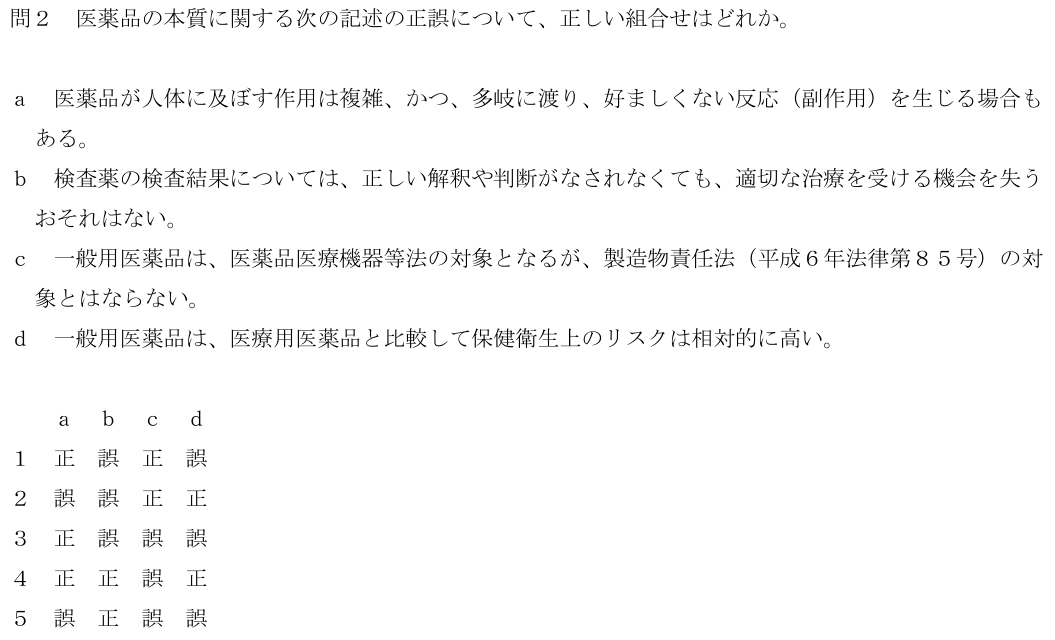 問２　医薬品の本質に関する次の記述の正誤について、正しい組合せはどれか。
a　医薬品が人体に及ぼす作用は複雑、かつ、多岐に渡り、好ましくない反応（副作用）を生じる場合も
ある。
b　検査薬の検査結果については、正しい解釈や判断がなされなくても、適切な治療を受ける機会を失う
おそれはない。
c　一般用医薬品は、医薬品医療機器等法の対象となるが、製造物責任法（平成６年法律第８５号）の対
象とはならない。
d　一般用医薬品は、医療用医薬品と比較して保健衛生上のリスクは相対的に高い。
a　b　c　d
１　正　誤　正　誤
２　誤　誤　正　正
３　正　誤　誤　誤
４　正　正　誤　正
５　誤　正　誤　誤